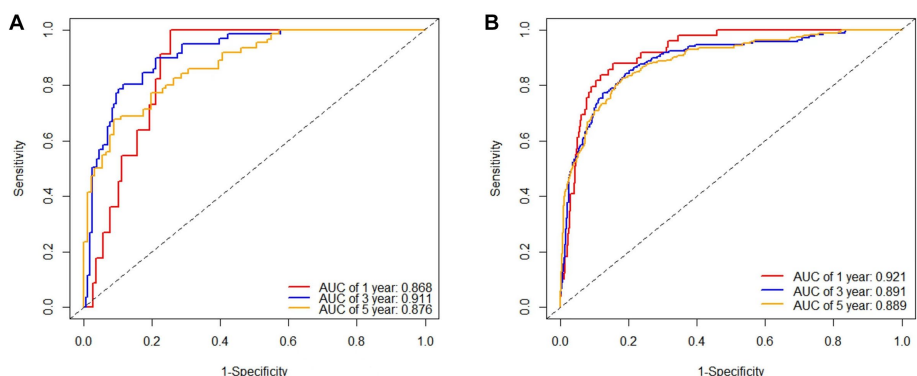 A
Sensitivity
0.0
0.2
0.4
0.6
0.8
1.0
AUC of 1 year: 0.868
AUC of 3 year: 0.911
AUC of 5 year: 0.876
0.0 0.2 0.4 0.6 0.8 1.0
1-Specificity
B
Sensitivity
0.0
0.2
0.4
0.6
0.8
1.0
AUC of 1 year: 0.921
AUC of 3 year: 0.891
AUC of 5 year: 0.889
0.0 0.2 0.4 0.6 0.8 1.0
1-Specificity